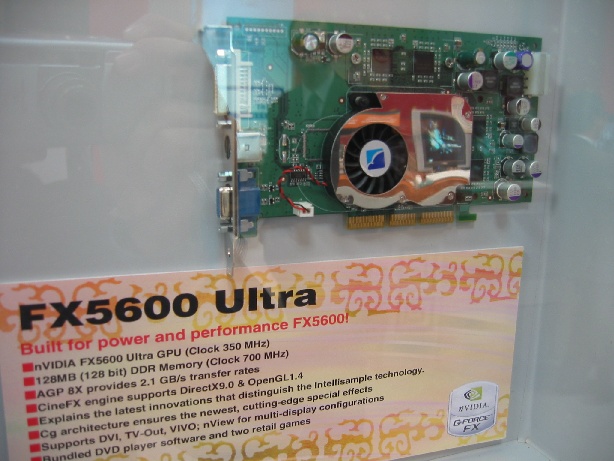 FX5600 Ultra
Built for power and performance FX5600!
nVIDIA FX5600 Ultra GPU (Clock 350 MHz)
128MB (128 bit) DDR Memory (Clock 700 MHz)
AGP 8X provides 2.1 GB/s transfer rates
CineFX engine supports DirectX9.0 & OpenGL1.4
Explains the latest innovations that distinguish the Intellisample technology.
Cg architecture ensures the newest, cutting-edge special effects
Supports DVI, TV-Out, VIVO; nView for multi-display configurations
Bundled DVD player software and two retail games
nVIDIA
GeFORCE
FX